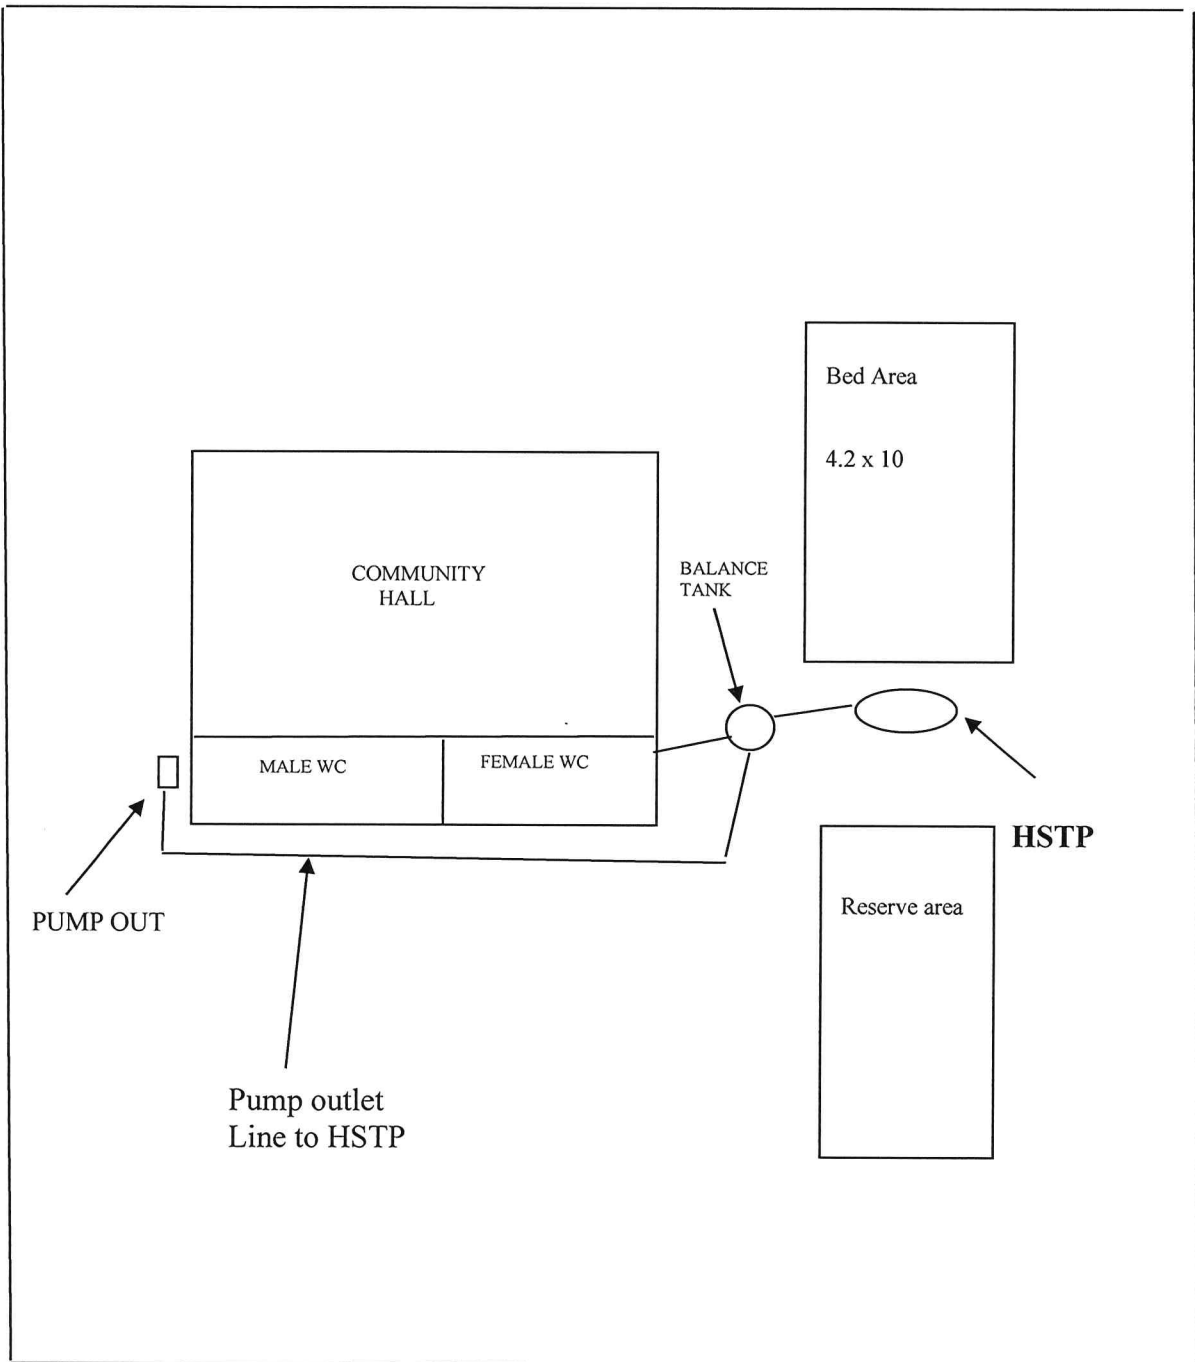 Bed Area
4.2 x 10
COMMUNITY
HALL
BALANCE
TANK
MALE WC
FEMALE WC
HSTP
PUMP OUT
Reserve area
Pump outlet
Line to HSTP